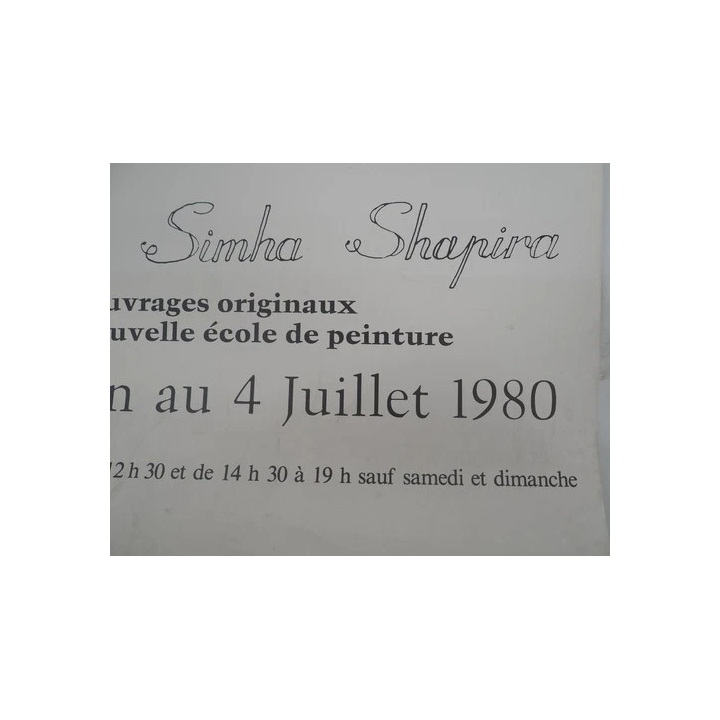 Simha Shapira
uvrages originaux
uvelle école de peinture
n au 4 Juillet 1980
12 h 30 et de 14 h 30 à 19 h sauf samedi et dimanche